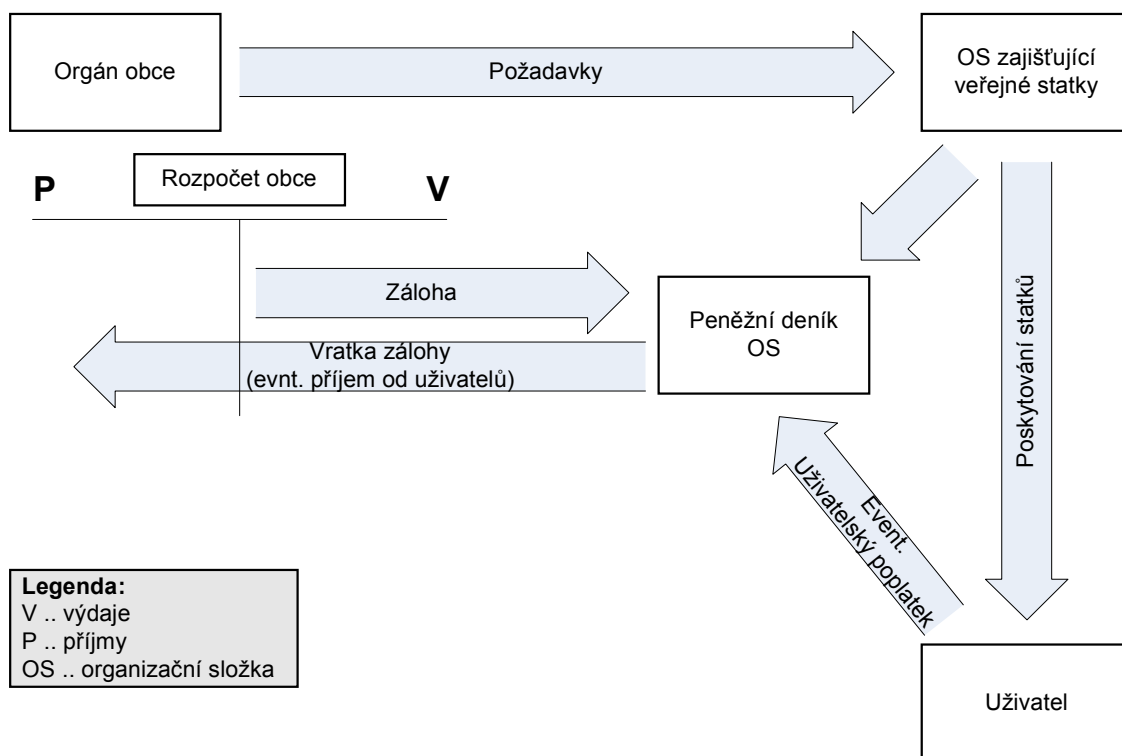 Orgán obce
Požadavky
OS zajišťující
veřejné statky
P
Rozpočet obce
V
Záloha
Vratka zálohy
(evnt. příjem od uživatelů)
Peněžní deník
OS
Poskytování statků
Event.
Uživatelský poplatek
Legenda:
V .. výdaje
P .. příjmy
OS .. organizační složka
Uživatel